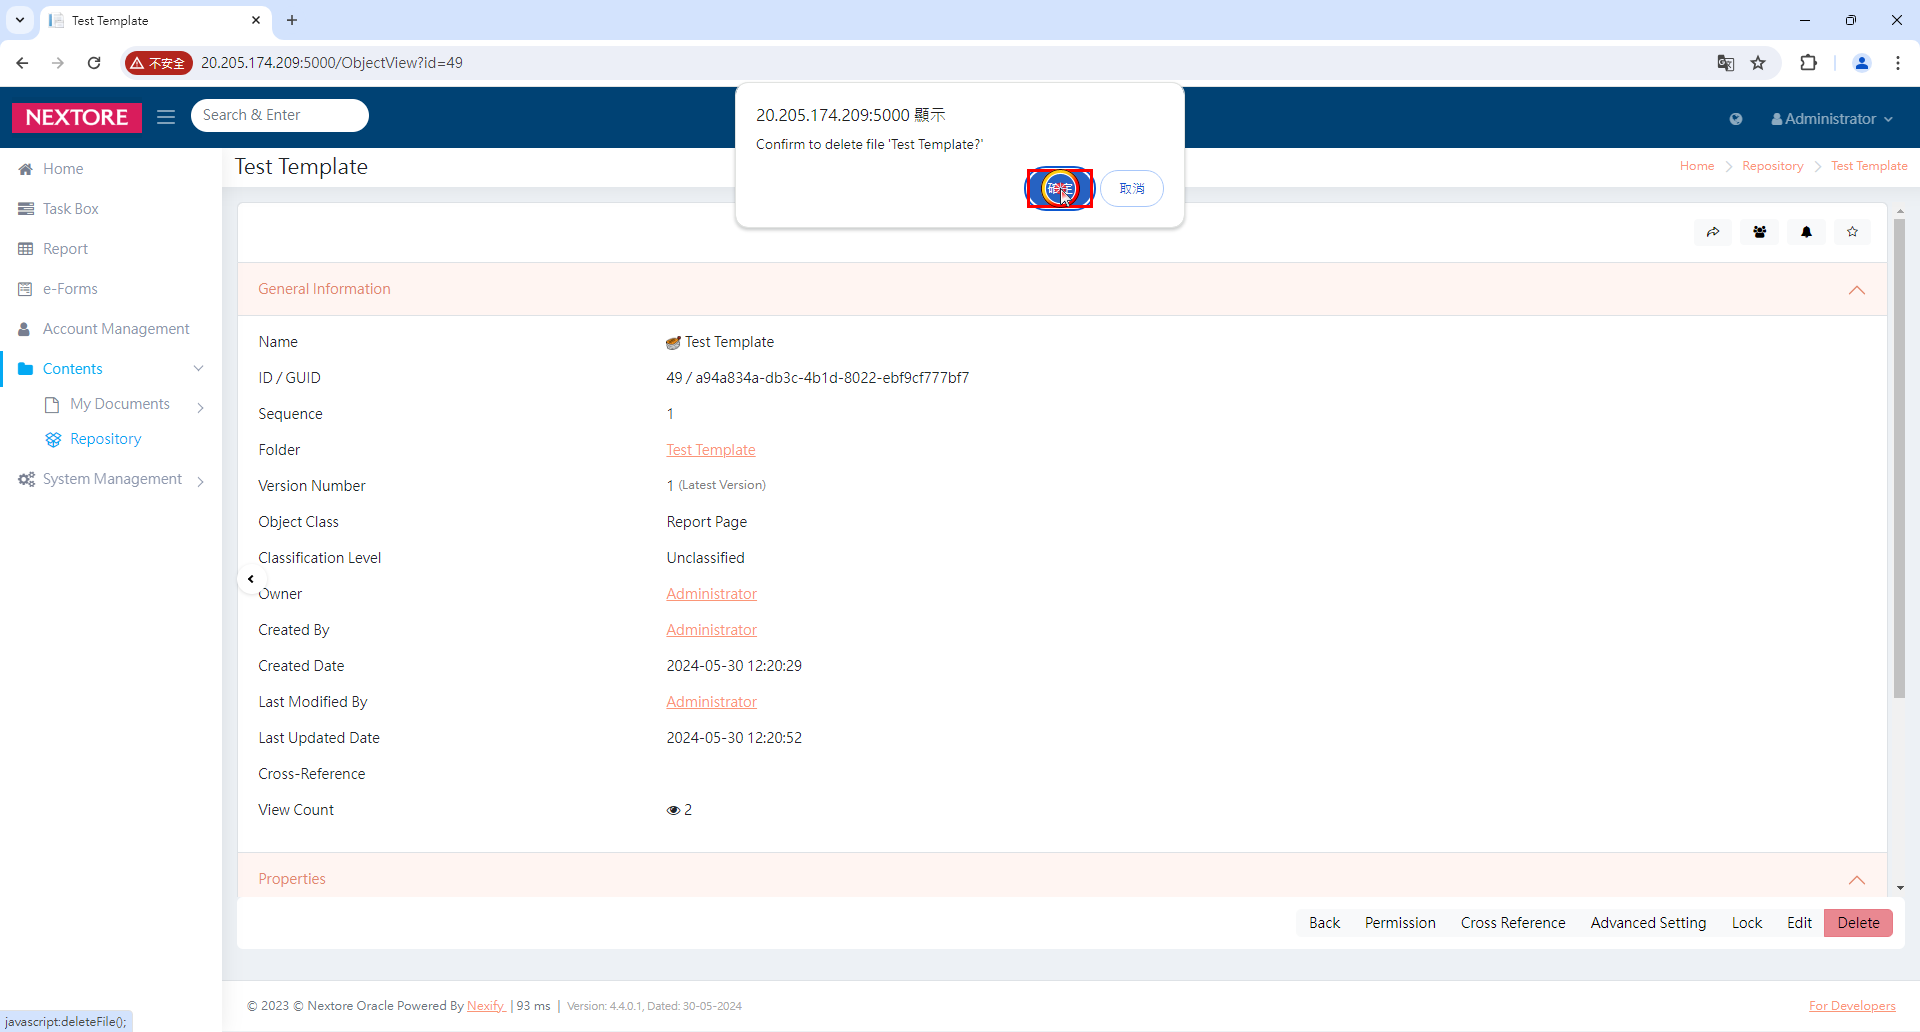 Test Template
不安全
20.205.174.209:5000/ObjectView?id=49
NEXTORE
Search & Enter
Administrator
20.205.174.209:5000 顯示
Confirm to delete file 'Test Template?'
確定
取消
Home
Task Box
Report
e-Forms
Account Management
Contents
My Documents
Repository
System Management
Test Template
Home
Repository
Test Template
General Information
Name
Test Template
ID / GUID
49 / a94a834a-db3c-4b1d-8022-ebf9cf777bf7
Sequence
1
Folder
Test Template
Version Number
1 (Latest Version)
Object Class
Report Page
Classification Level
Unclassified
Owner
Administrator
Created By
Administrator
Created Date
2024-05-30 12:20:29
Last Modified By
Administrator
Last Updated Date
2024-05-30 12:20:52
Cross-Reference
View Count
2
Properties
Back
Permission
Cross Reference
Advanced Setting
Lock
Edit
Delete
© 2023 © Nextore Oracle Powered By Nexify | 93 ms | Version: 4.4.0.1, Dated: 30-05-2024
For Developers
javascript:deleteFile();